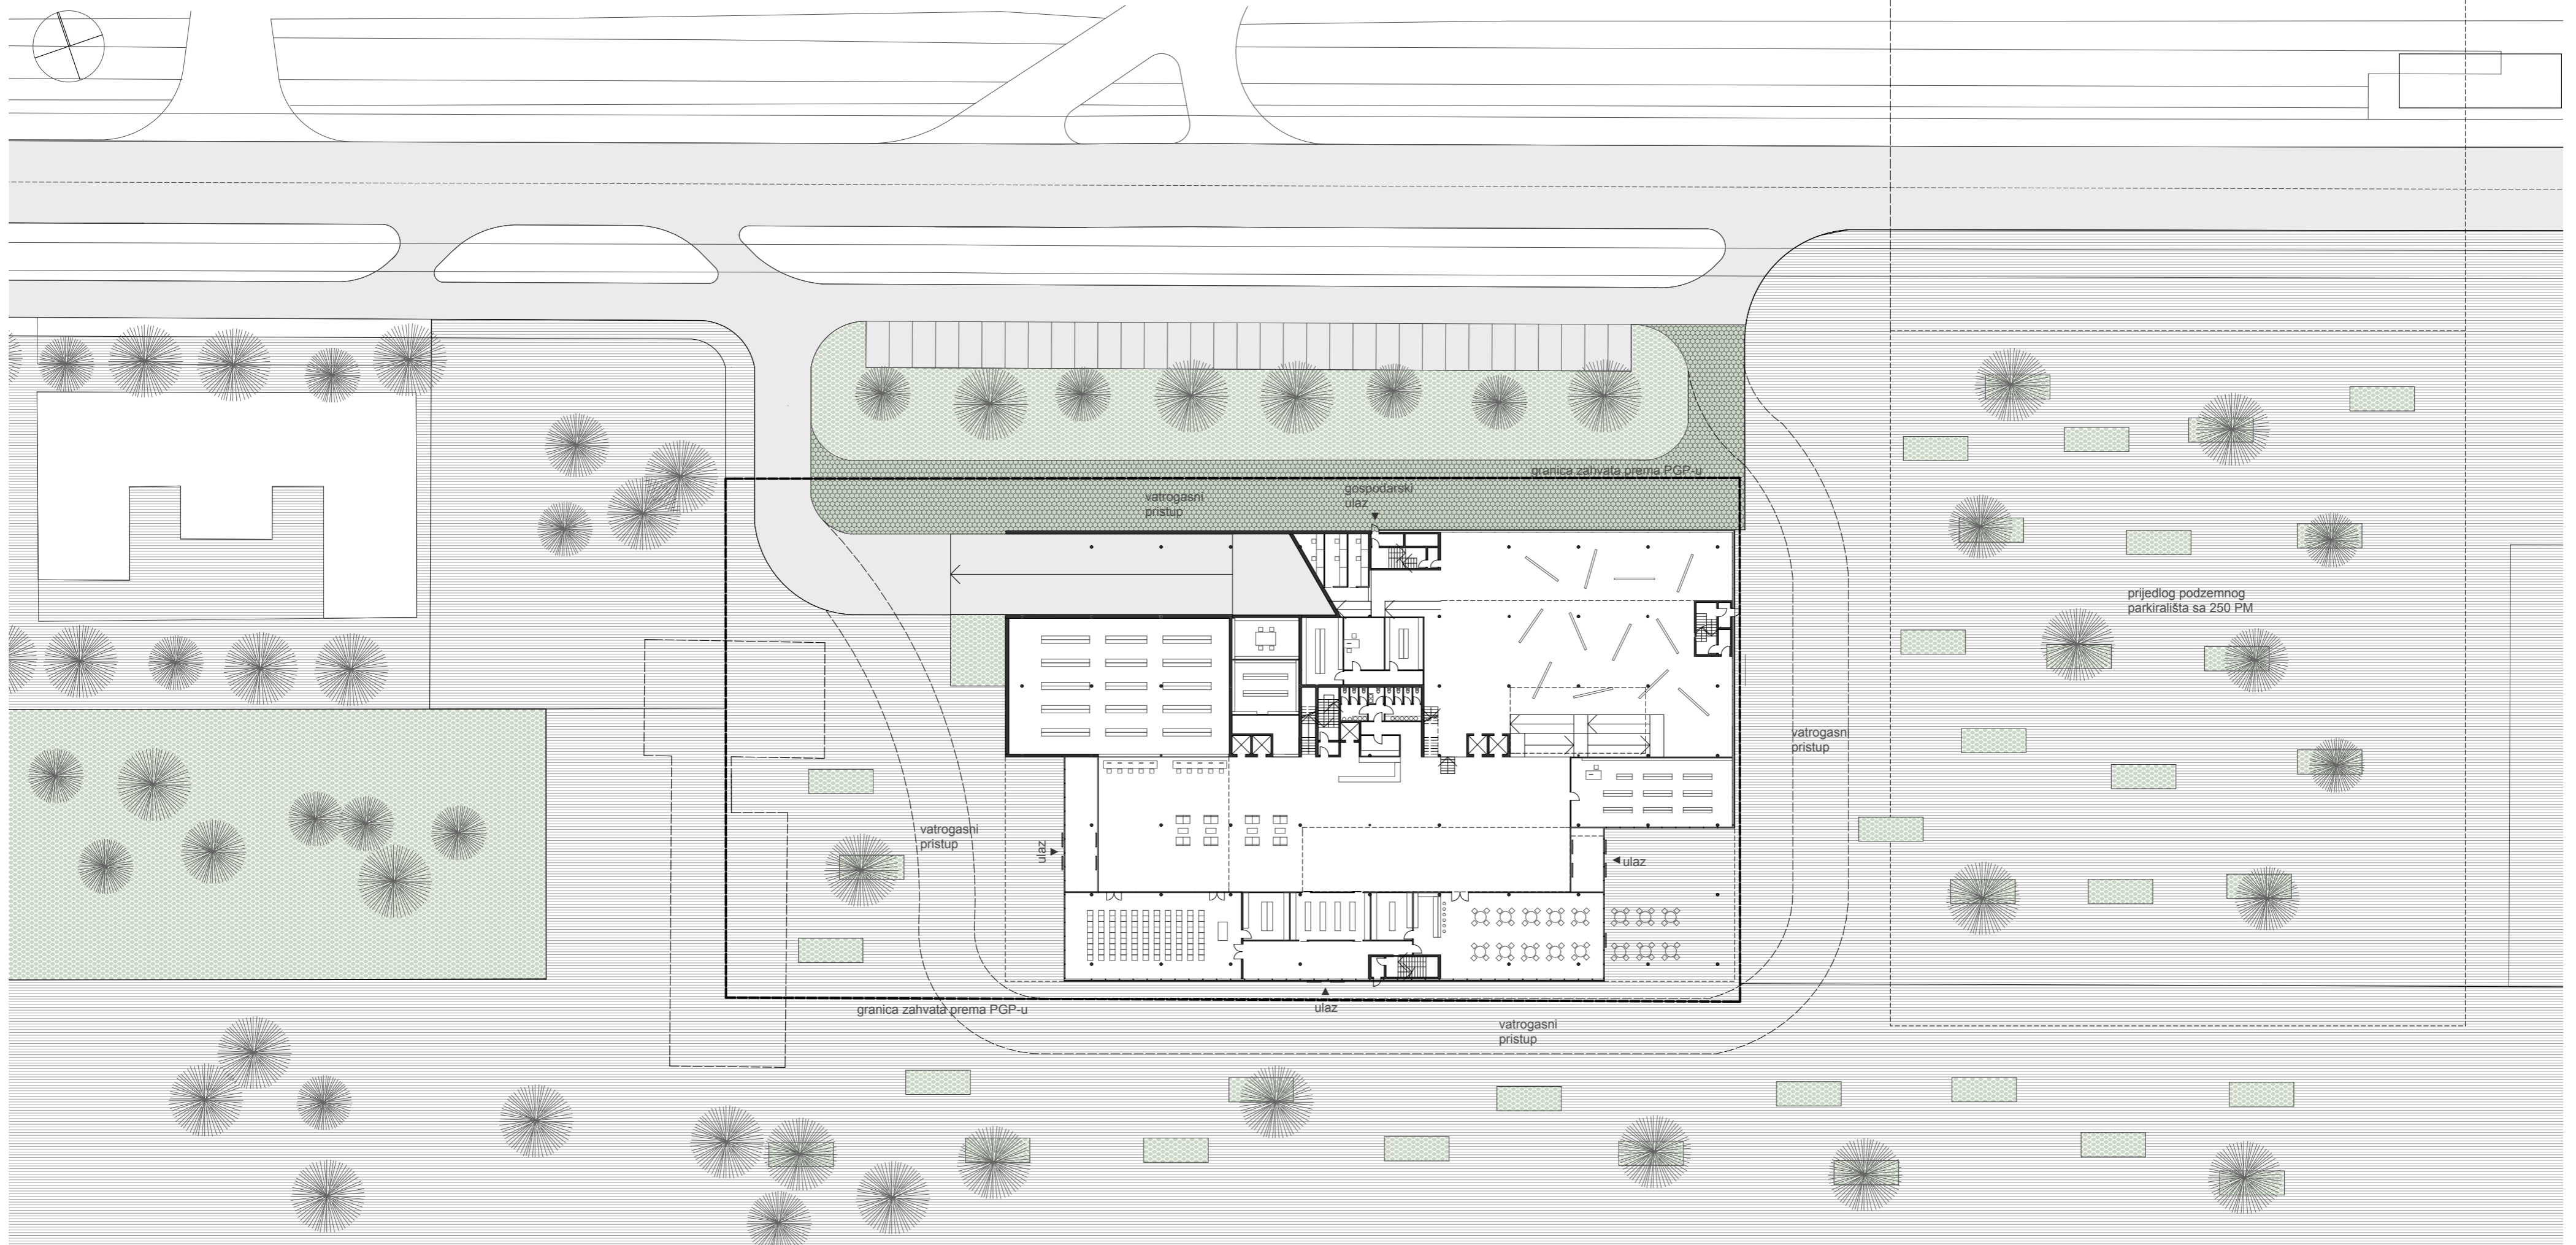 granica zahvata prema PGP-u
gospodarski
ulaz
vatrogasni
pristup
prijedlog podzemnog
parkirališta sa 250 PM
vatrogasni
pristup
vatrogasni
pristup
ulaz
ulaz
granica zahvata prema PGP-u
ulaz
vatrogasni
pristup